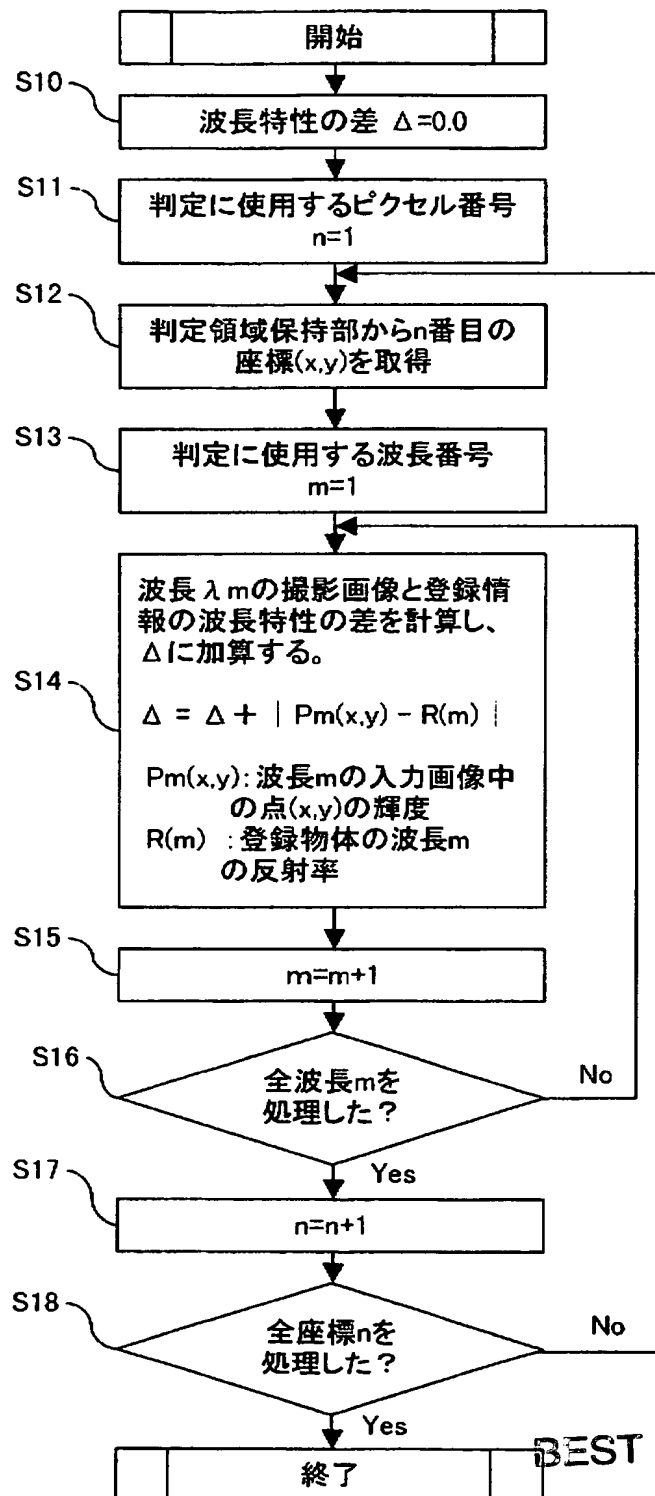 開始
S10
波長特性の差 Δ=0.0
S11
判定に使用するピクセル番号
n=1
S12
判定領域保持部からn番目の
座標(x,y)を取得
S13
判定に使用する波長番号
m=1
S14
波長λmの撮影画像と登録情
報の波長特性の差を計算し、
Δに加算する。
Δ = Δ + | Pm(x,y) - R(m) |
Pm(x,y):波長mの入力画像中
の点(x,y)の輝度
R(m) :登録物体の波長m
の反射率
S15
m=m+1
S16
全波長mを
処理した?
No
Yes
S17
n=n+1
S18
全座標nを
処理した?
No
Yes
終了
BEST